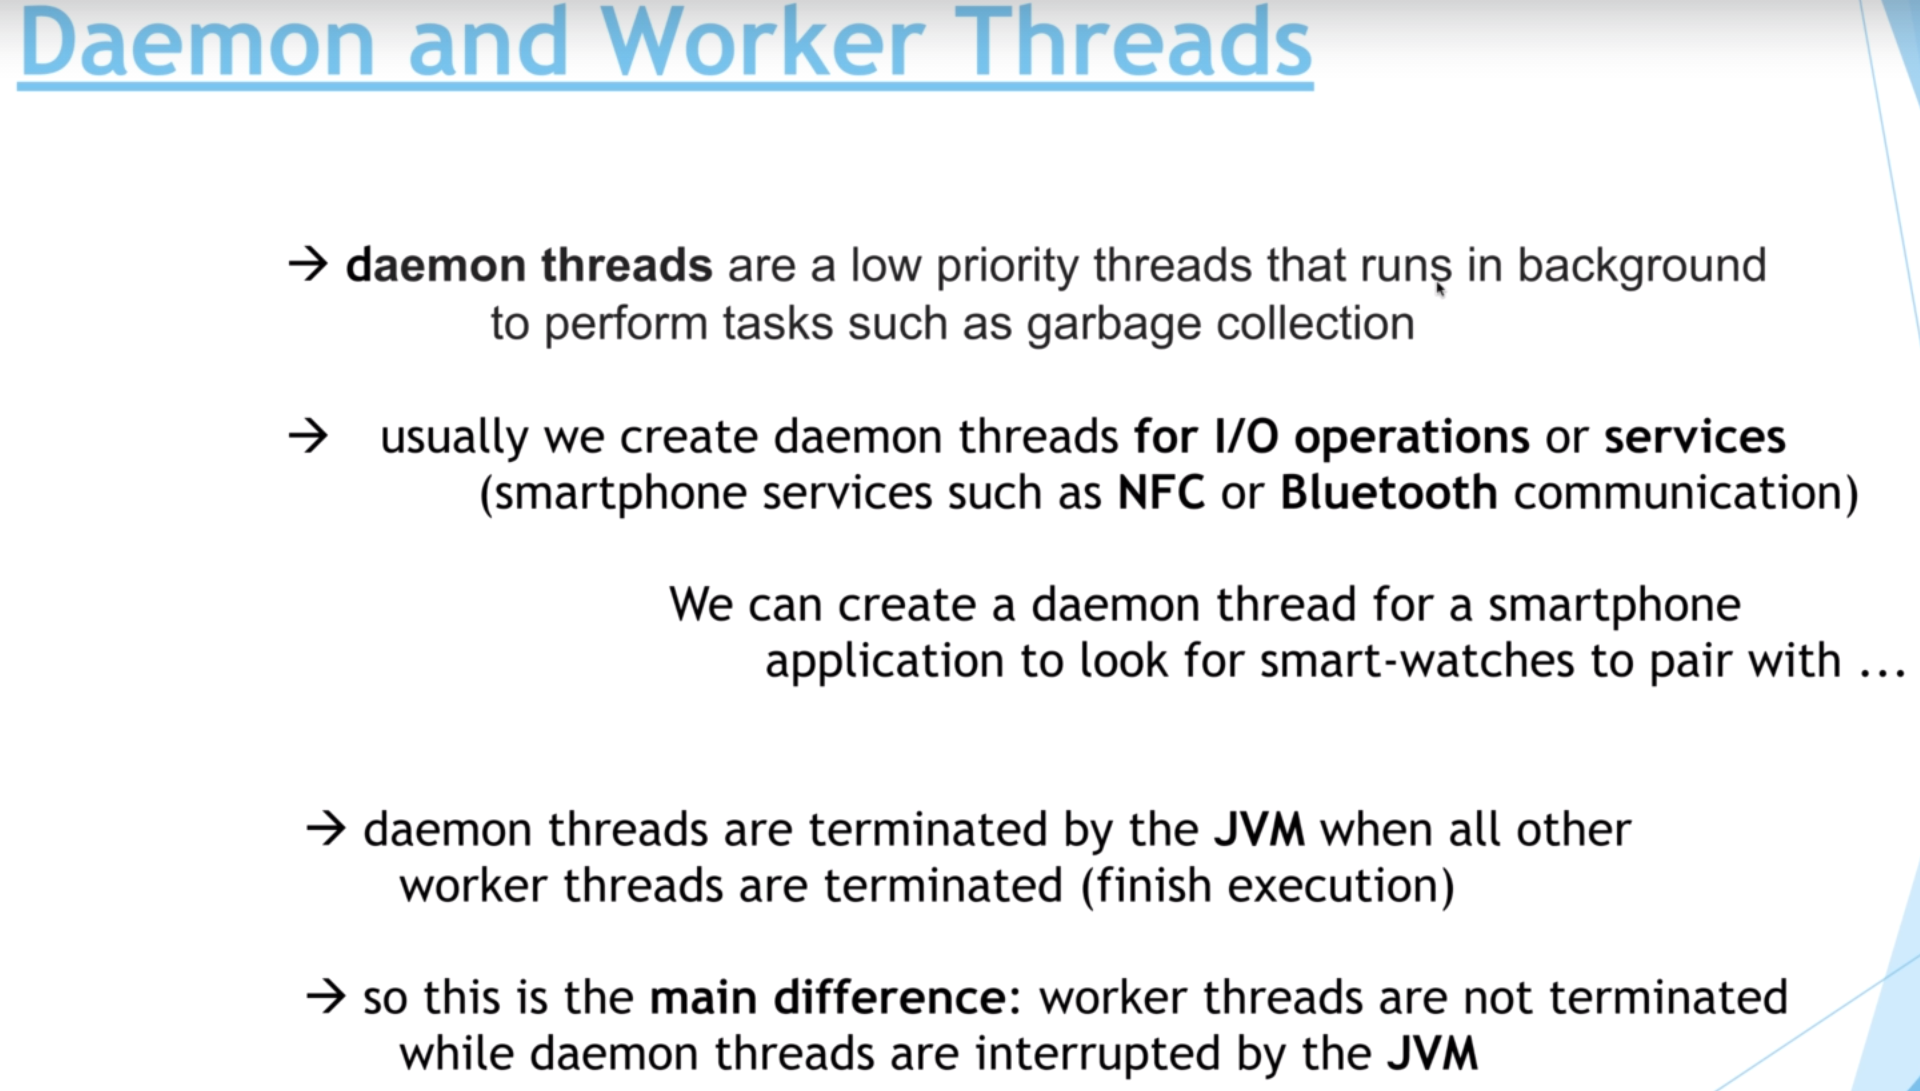 Daemon and Worker Threads
→ daemon threads are a low priority threads that runs in background
to perform tasks such as garbage collection
→ usually we create daemon threads for I/O operations or services
(smartphone services such as NFC or Bluetooth communication)
We can create a daemon thread for a smartphone
application to look for smart-watches to pair with ...
→ daemon threads are terminated by the JVM when all other
worker threads are terminated (finish execution)
→ so this is the main difference: worker threads are not terminated
while daemon threads are interrupted by the JVM